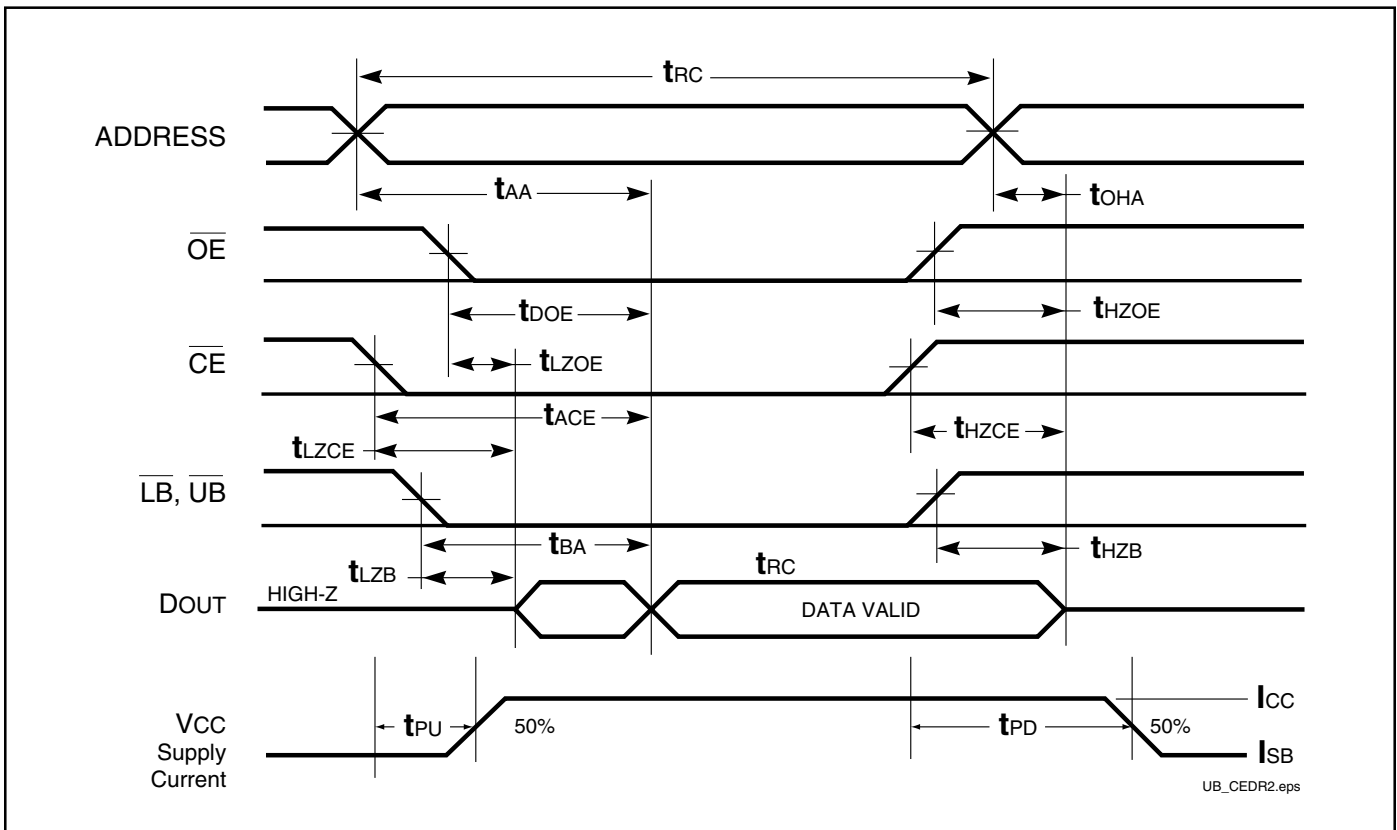 tRC
ADDRESS
tAA
tOHA
OE
tDOE
tHZOE
CE
tLZOE
tACE
tHZCE
tLZCE
LB, UB
tBA
tHZB
tLZB
tRC
DOUT
HIGH-Z
DATA VALID
ICC
VCC
Supply
Current
tPU
50%
tPD
50%
ISB
UB_CEDR2.eps